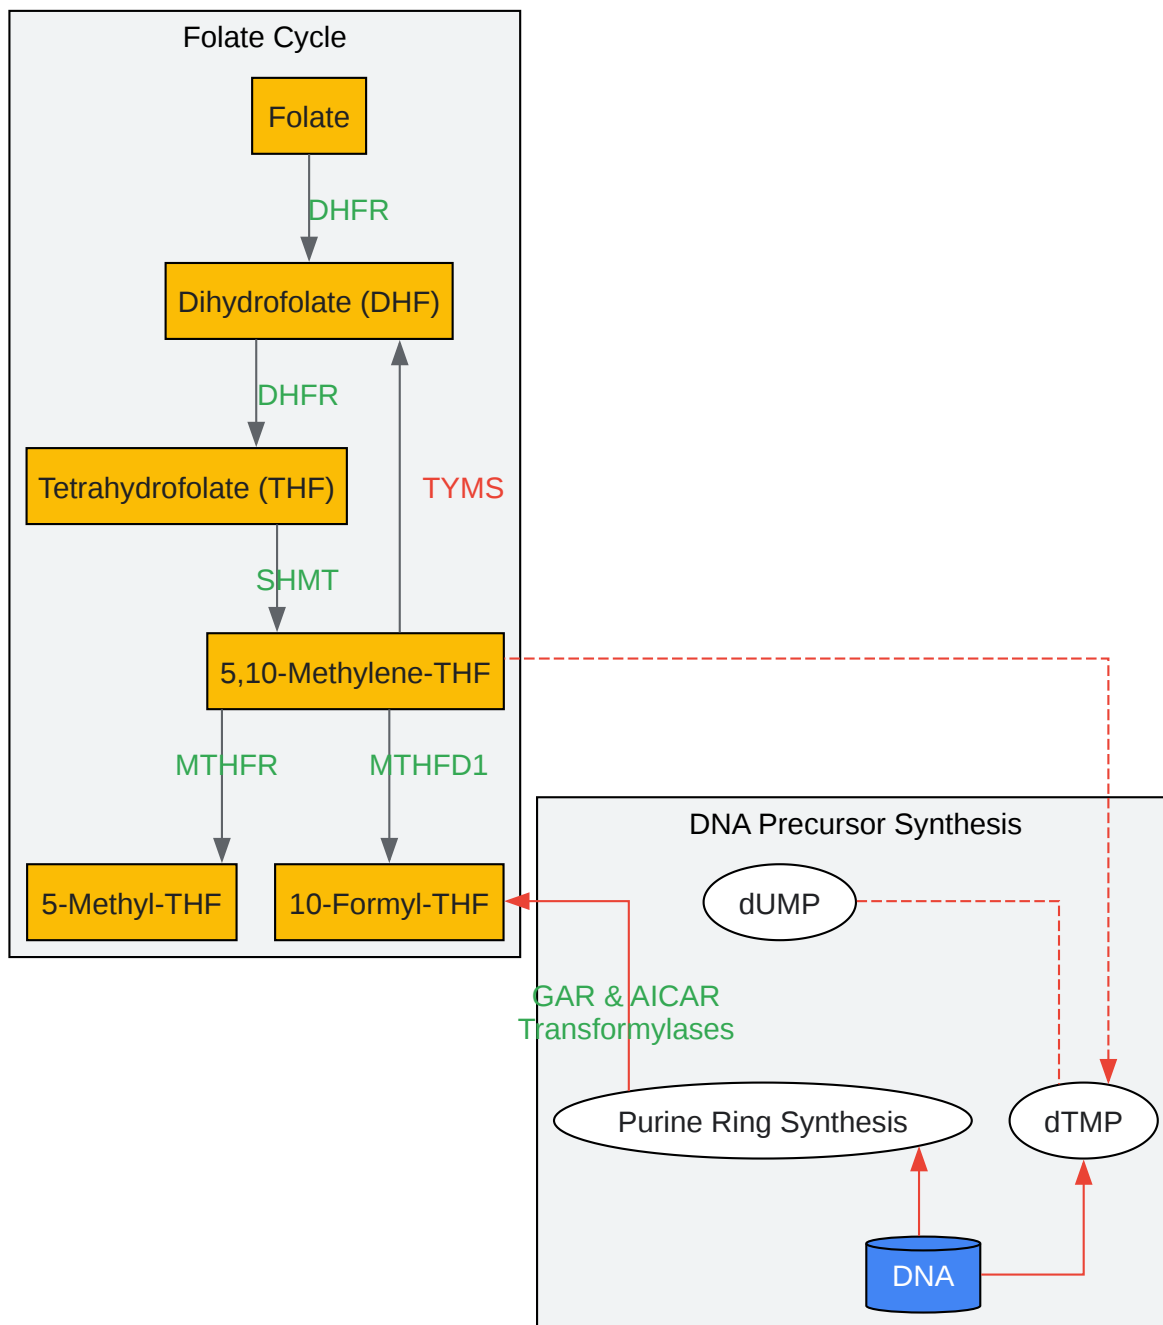 Folate Cycle
Folate
DHFR
Dihydrofolate (DHF)
DHFR
Tetrahydrofolate (THF)
TYMS
SHMT
5,10-Methylene-THF
MTHFR
MTHFD1
5-Methyl-THF
10-Formyl-THF
DNA Precursor Synthesis
dUMP
GAR & AICAR
Transformylases
Purine Ring Synthesis
dTMP
DNA